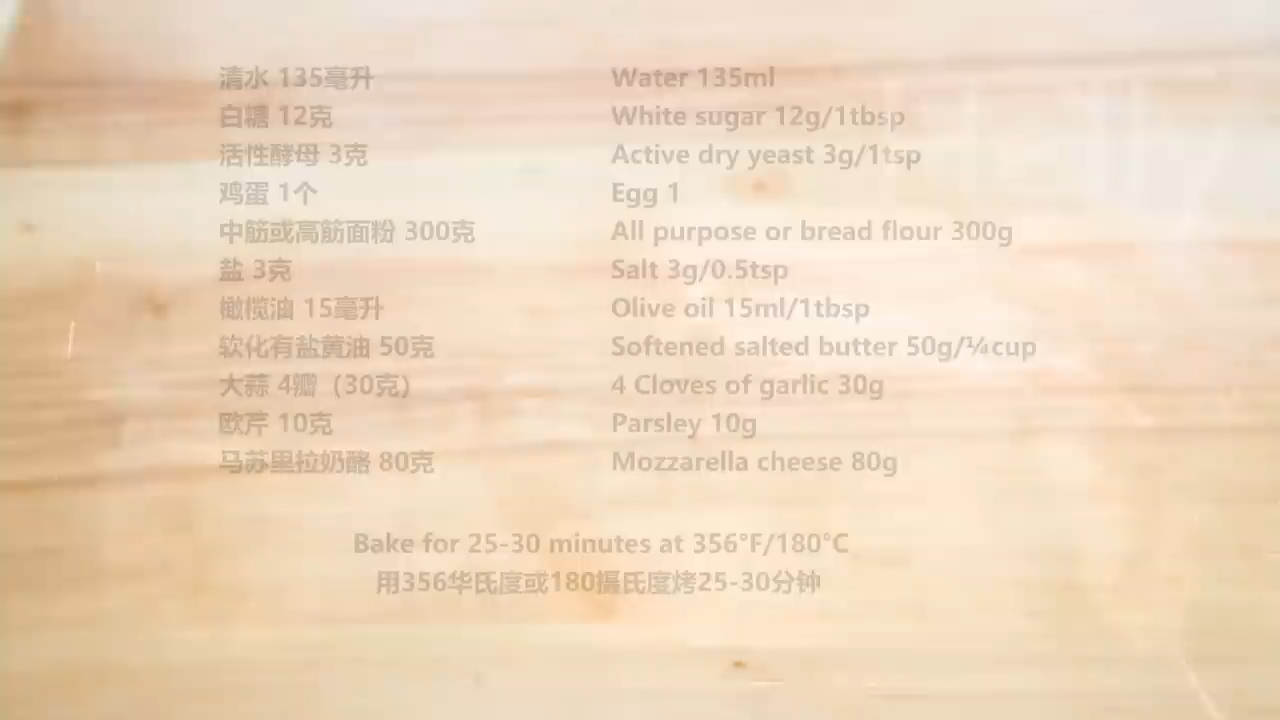 清水 135毫升
白糖 12克
活性酵母 3克
鸡蛋 1个
中筋或高筋面粉 300克
盐 3克
橄榄油 15毫升
软化有盐黄油 50克
大蒜 4瓣（30克）
欧芹 10克
马苏里拉奶酪 80克
Water 135ml
White sugar 12g/1tbsp
Active dry yeast 3g/1tsp
Egg 1
All purpose or bread flour 300g
Salt 3g/0.5tsp
Olive oil 15ml/1tbsp
Softened salted butter 50g/¼cup
4 Cloves of garlic 30g
Parsley 10g
Mozzarella cheese 80g
Bake for 25-30 minutes at 356°F/180°C
用356华氏度或180摄氏度烤25-30分钟